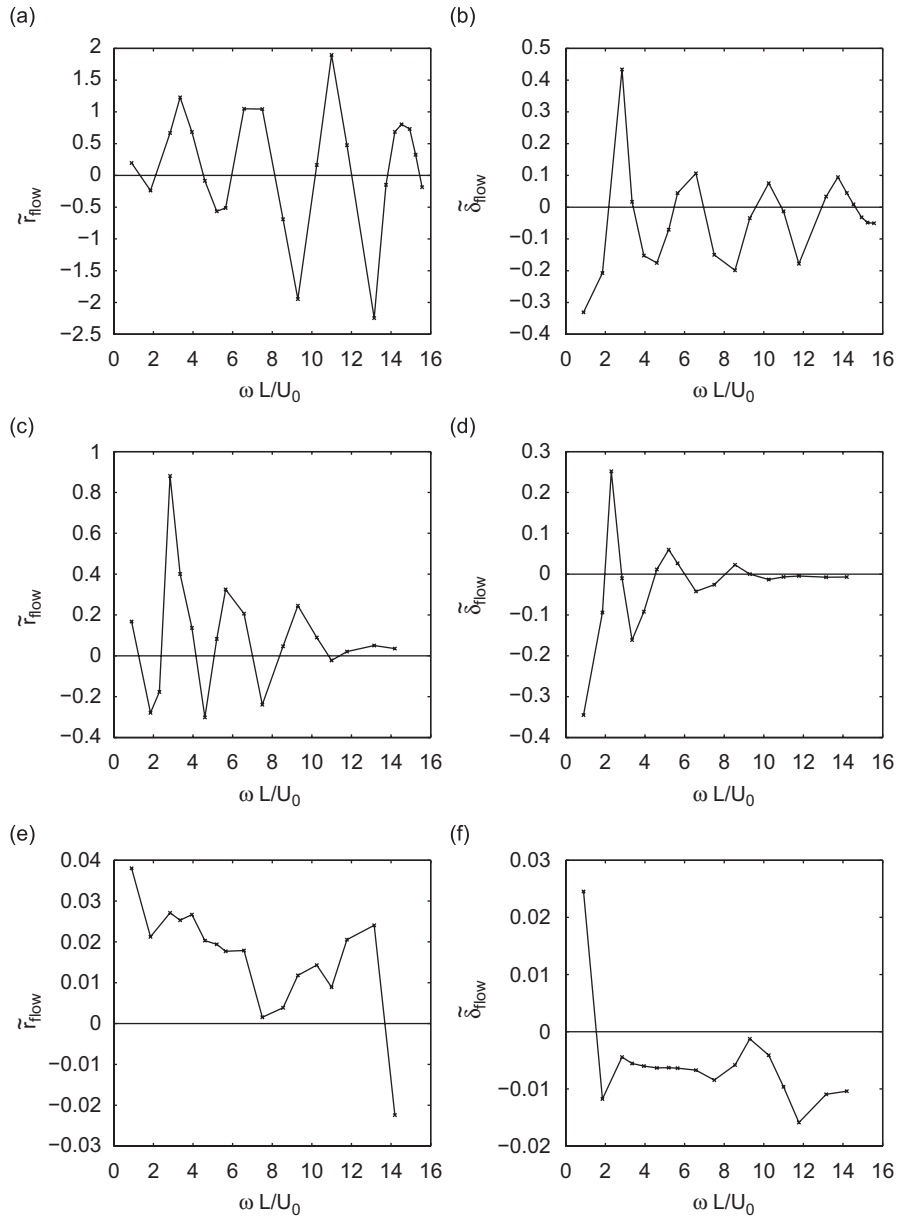 (a)
2
1.5
1
0.5
0
−0.5
−1
−1.5
−2
−2.5
r̃flow
0 2 4 6 8 10 12 14 16
ω L/U0
(b)
0.5
0.4
0.3
0.2
0.1
0
−0.1
−0.2
−0.3
−0.4
δ̃flow
0 2 4 6 8 10 12 14 16
ω L/U0
(c)
1
0.8
0.6
0.4
0.2
0
−0.2
−0.4
r̃flow
0 2 4 6 8 10 12 14 16
ω L/U0
(d)
0.3
0.2
0.1
0
−0.1
−0.2
−0.3
−0.4
δ̃flow
0 2 4 6 8 10 12 14 16
ω L/U0
(e)
0.04
0.03
0.02
0.01
0
−0.01
−0.02
−0.03
r̃flow
0 2 4 6 8 10 12 14 16
ω L/U0
(f)
0.03
0.02
0.01
0
−0.01
−0.02
δ̃flow
0 2 4 6 8 10 12 14 16
ω L/U0